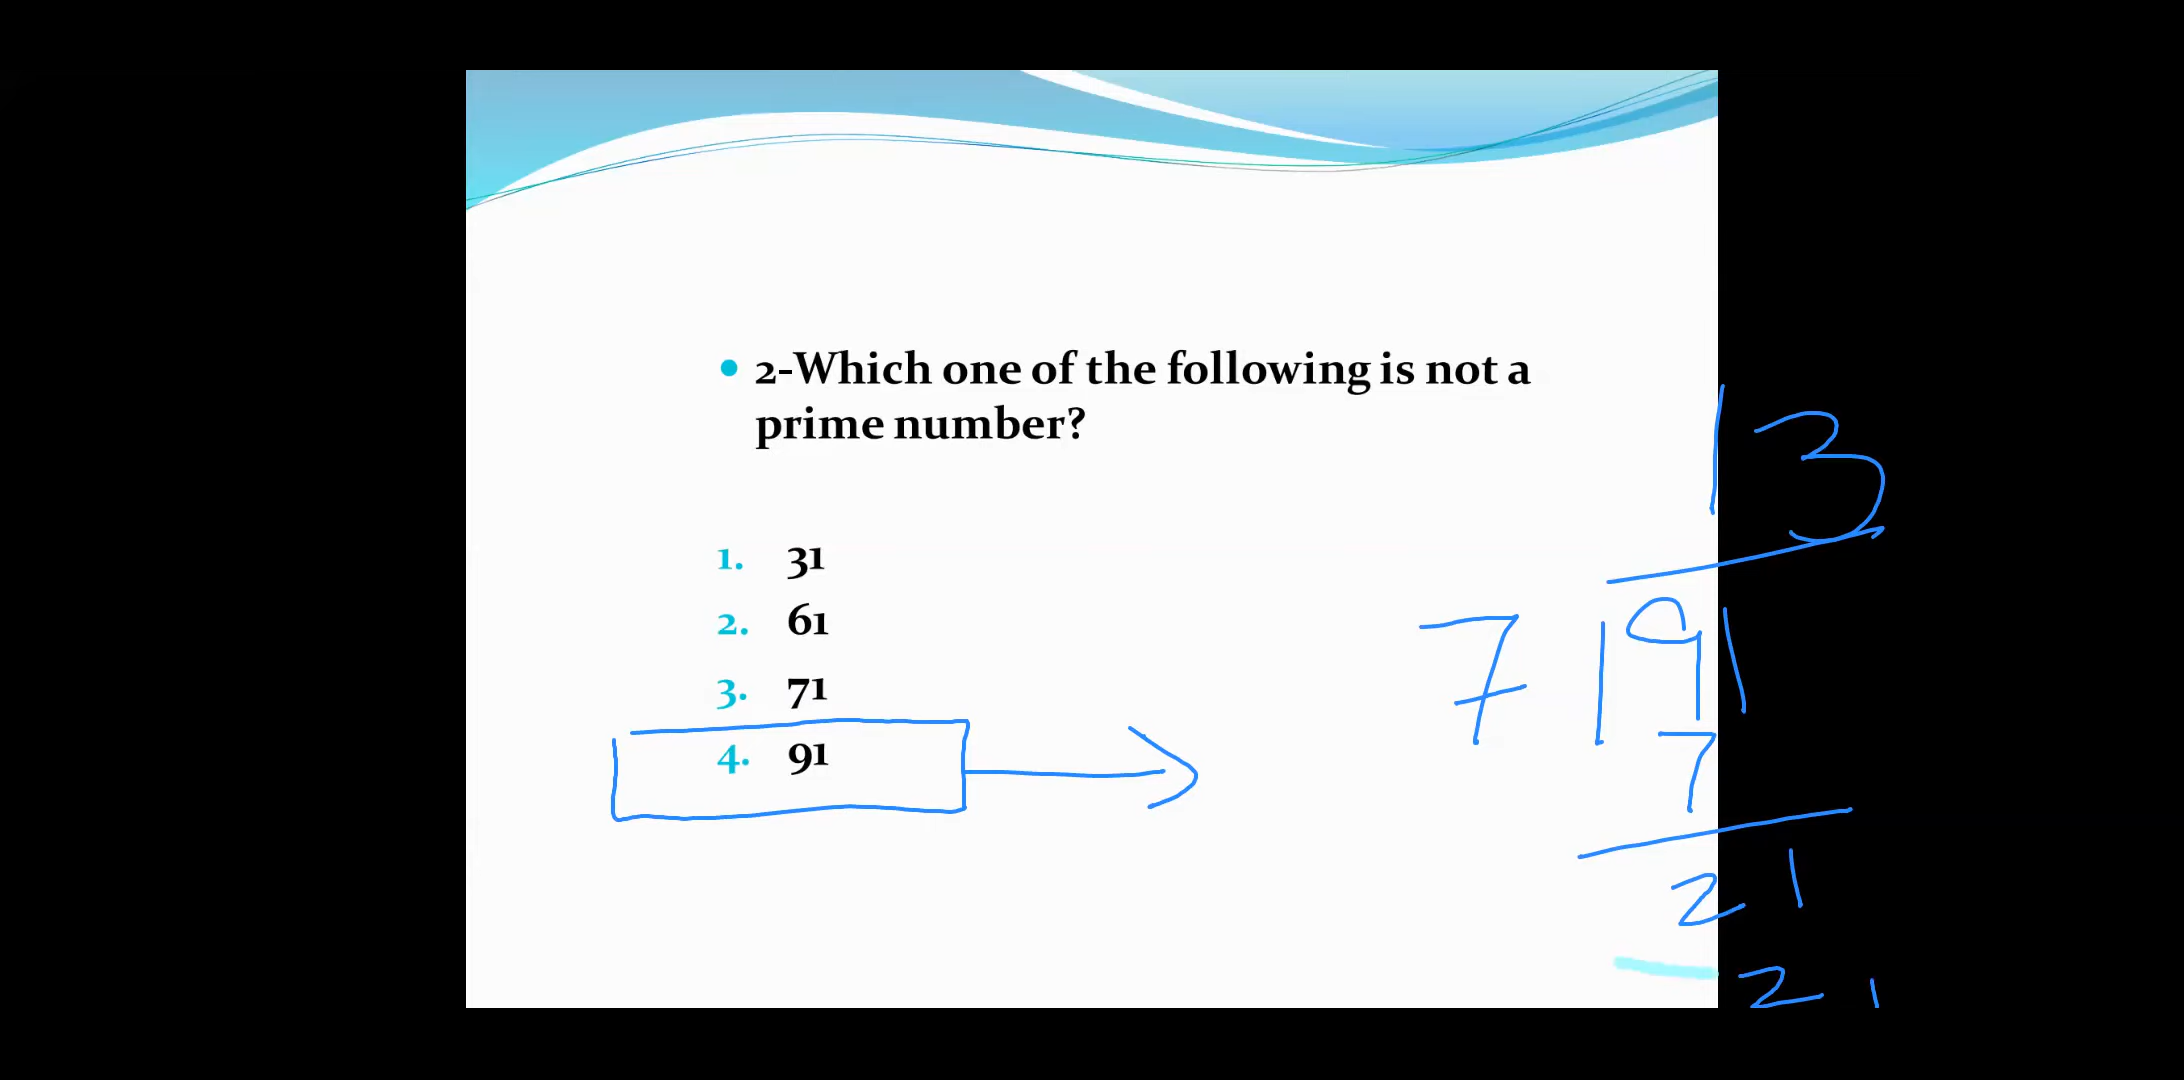 2-Which one of the following is not a
prime number?
1. 31
2. 61
3. 71
4. 91
13
7 | 91
7
21
21